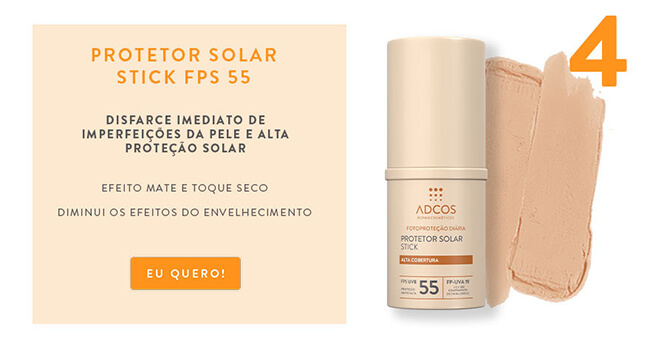 PROTETOR SOLAR
STICK FPS 55
DISFARCE IMEDIATO DE
IMPERFEIÇÕES DA PELE E ALTA
PROTEÇÃO SOLAR
EFEITO MATE E TOQUE SECO
DIMINUI OS EFEITOS DO ENVELHECIMENTO
EU QUERO!
4
ADCOS
FOTOPROTEÇÃO DIÁRIA
PROTETOR SOLAR
STICK
ALTA COBERTURA
FPS UVB
55
FP-UVA 19